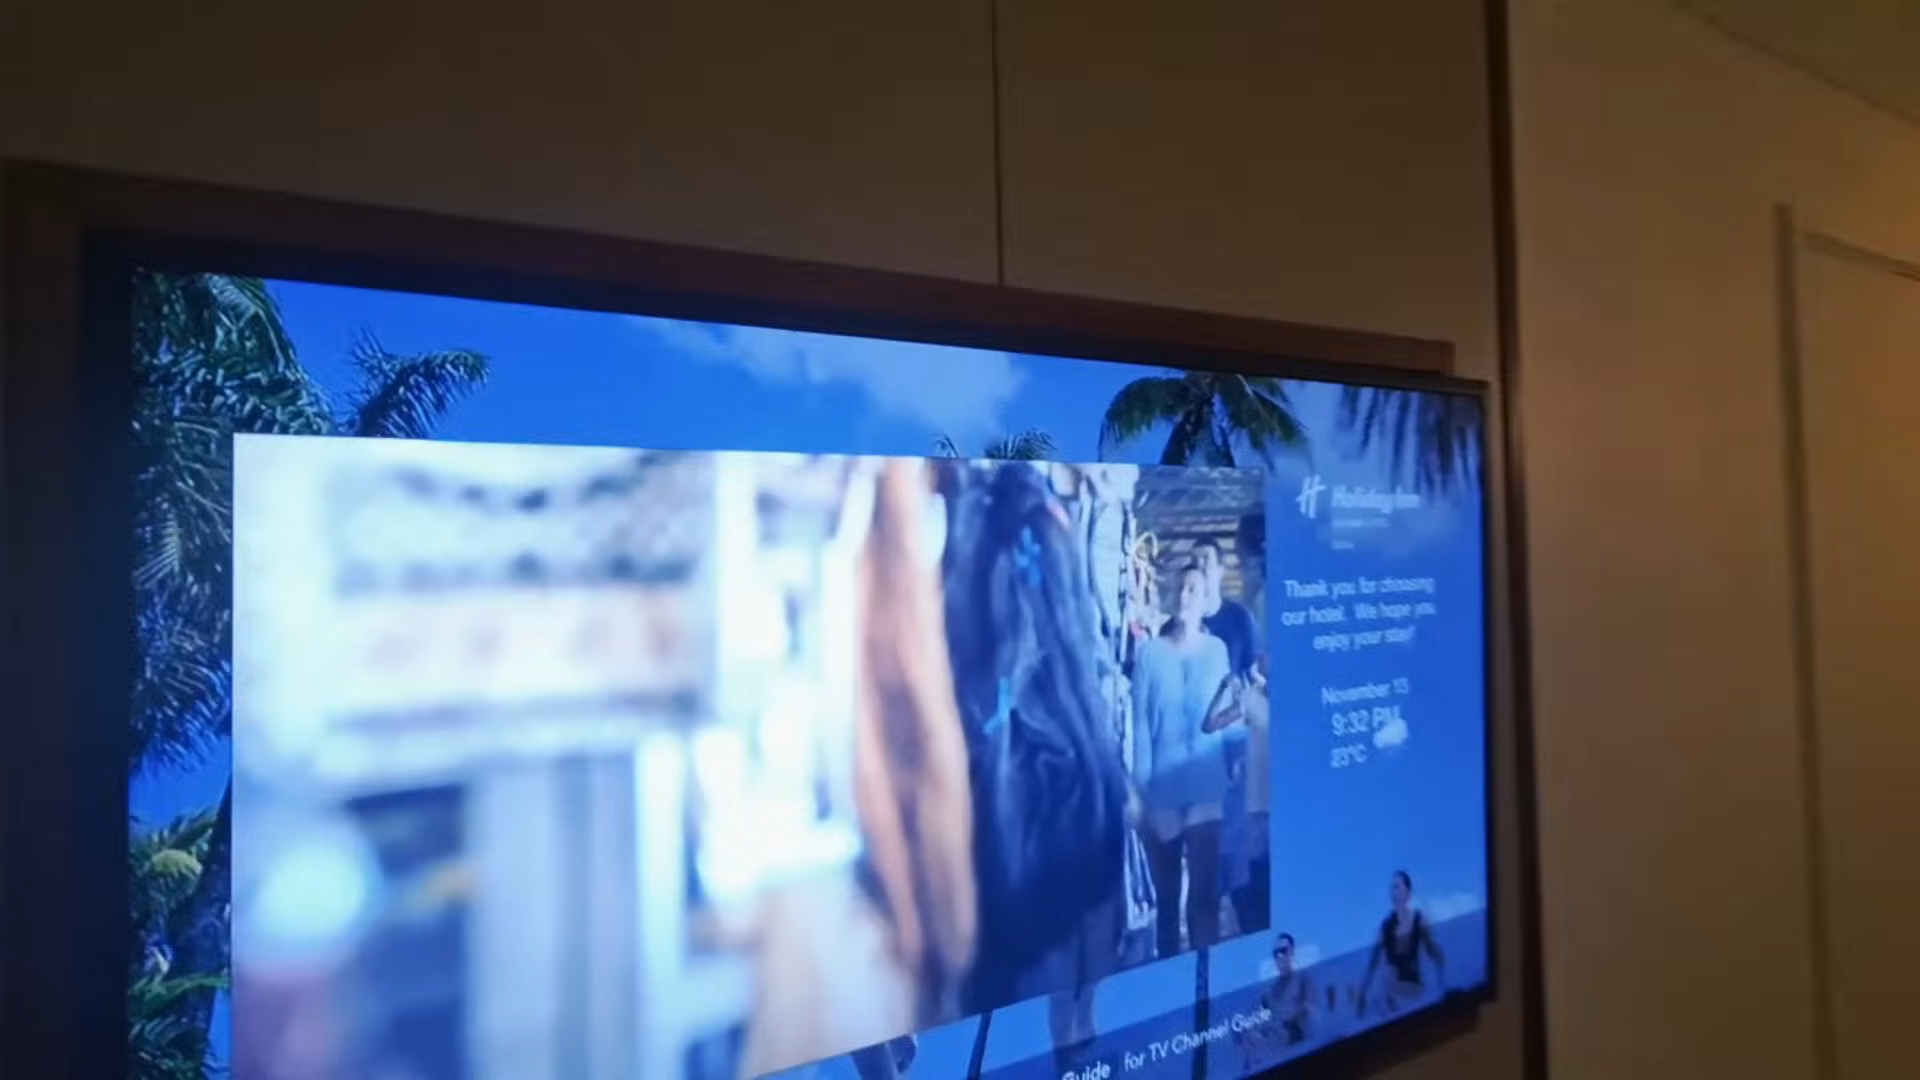 Holiday Inn
Thank you for choosing
our hotel. We hope you
enjoy your stay!
November 13
9:32 PM
23°C
Guide for TV Channel Guide